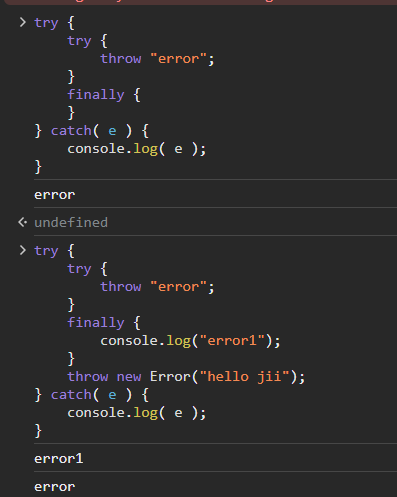 try {
    try {
        throw "error";
    }
    finally {
    }
} catch( e ) {
    console.log( e );
}
error
undefined
try {
    try {
        throw "error";
    }
    finally {
        console.log("error1");
    }
    throw new Error("hello jii");
} catch( e ) {
    console.log( e );
}
error1
error